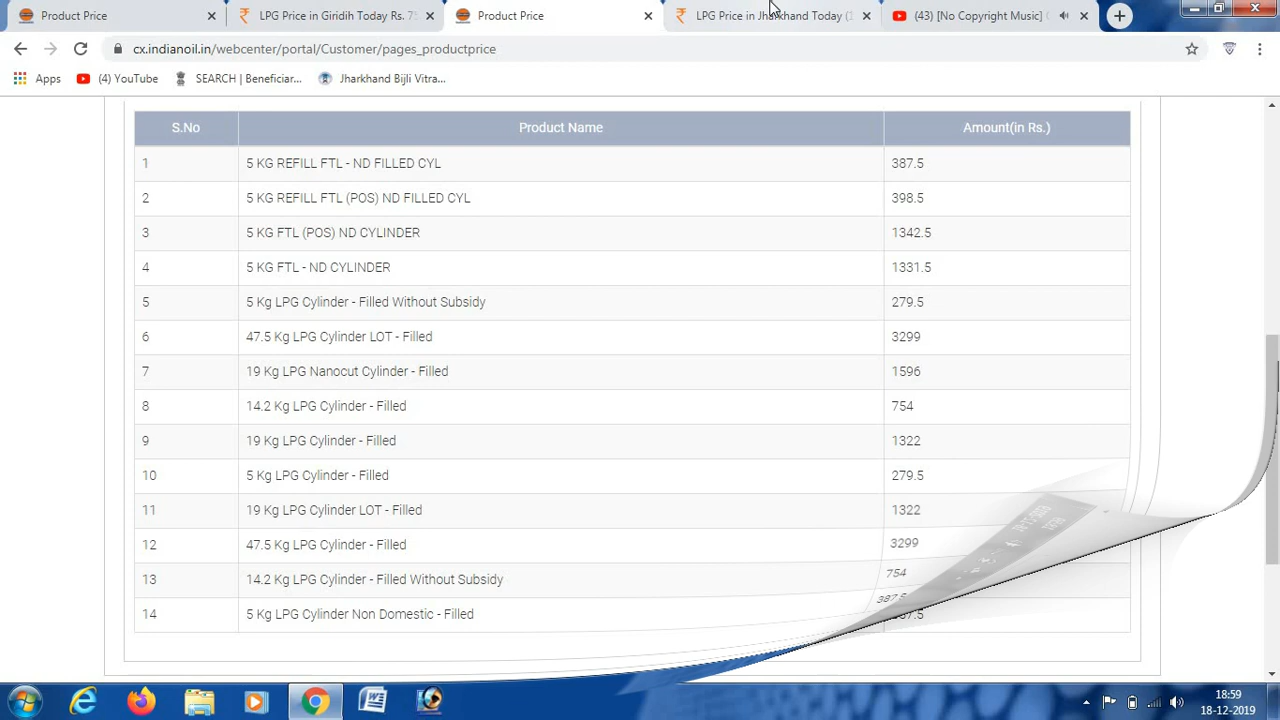 Product Price
LPG Price in Giridih Today Rs. 75
Product Price
LPG Price in Jharkhand Today (1
(43) [No Copyright Music]
cx.indianoil.in/webcenter/portal/Customer/pages_productprice
Apps
(4) YouTube
SEARCH | Beneficiar...
Jharkhand Bijli Vitra...
S.No Product Name Amount(in Rs.)
1 5 KG REFILL FTL - ND FILLED CYL 387.5
2 5 KG REFILL FTL (POS) ND FILLED CYL 398.5
3 5 KG FTL (POS) ND CYLINDER 1342.5
4 5 KG FTL - ND CYLINDER 1331.5
5 5 Kg LPG Cylinder - Filled Without Subsidy 279.5
6 47.5 Kg LPG Cylinder LOT - Filled 3299
7 19 Kg LPG Nanocut Cylinder - Filled 1596
8 14.2 Kg LPG Cylinder - Filled 754
9 19 Kg LPG Cylinder - Filled 1322
10 5 Kg LPG Cylinder - Filled 279.5
11 19 Kg LPG Cylinder LOT - Filled 1322
12 47.5 Kg LPG Cylinder - Filled 3299
13 14.2 Kg LPG Cylinder - Filled Without Subsidy 754
14 5 Kg LPG Cylinder Non Domestic - Filled 387.5
18:59
18-12-2019